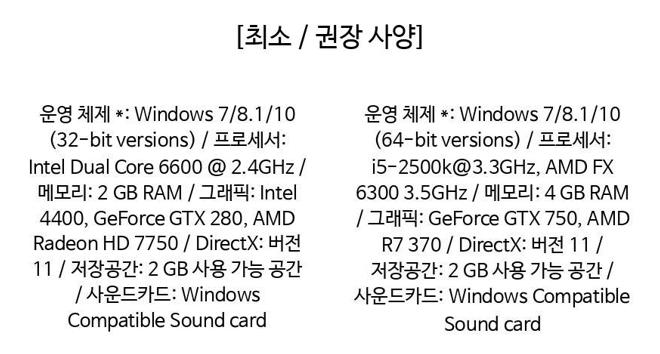 [최소 / 권장 사양]
운영 체제 *: Windows 7/8.1/10
(32-bit versions) / 프로세서:
Intel Dual Core 6600 @ 2.4GHz /
메모리: 2 GB RAM / 그래픽: Intel
4400, GeForce GTX 280, AMD
Radeon HD 7750 / DirectX: 버전
11 / 저장공간: 2 GB 사용 가능 공간
/ 사운드카드: Windows
Compatible Sound card
운영 체제 *: Windows 7/8.1/10
(64-bit versions) / 프로세서:
i5-2500k@3.3GHz, AMD FX
6300 3.5GHz / 메모리: 4 GB RAM
/ 그래픽: GeForce GTX 750, AMD
R7 370 / DirectX: 버전 11 /
저장공간: 2 GB 사용 가능 공간 /
사운드카드: Windows Compatible
Sound card